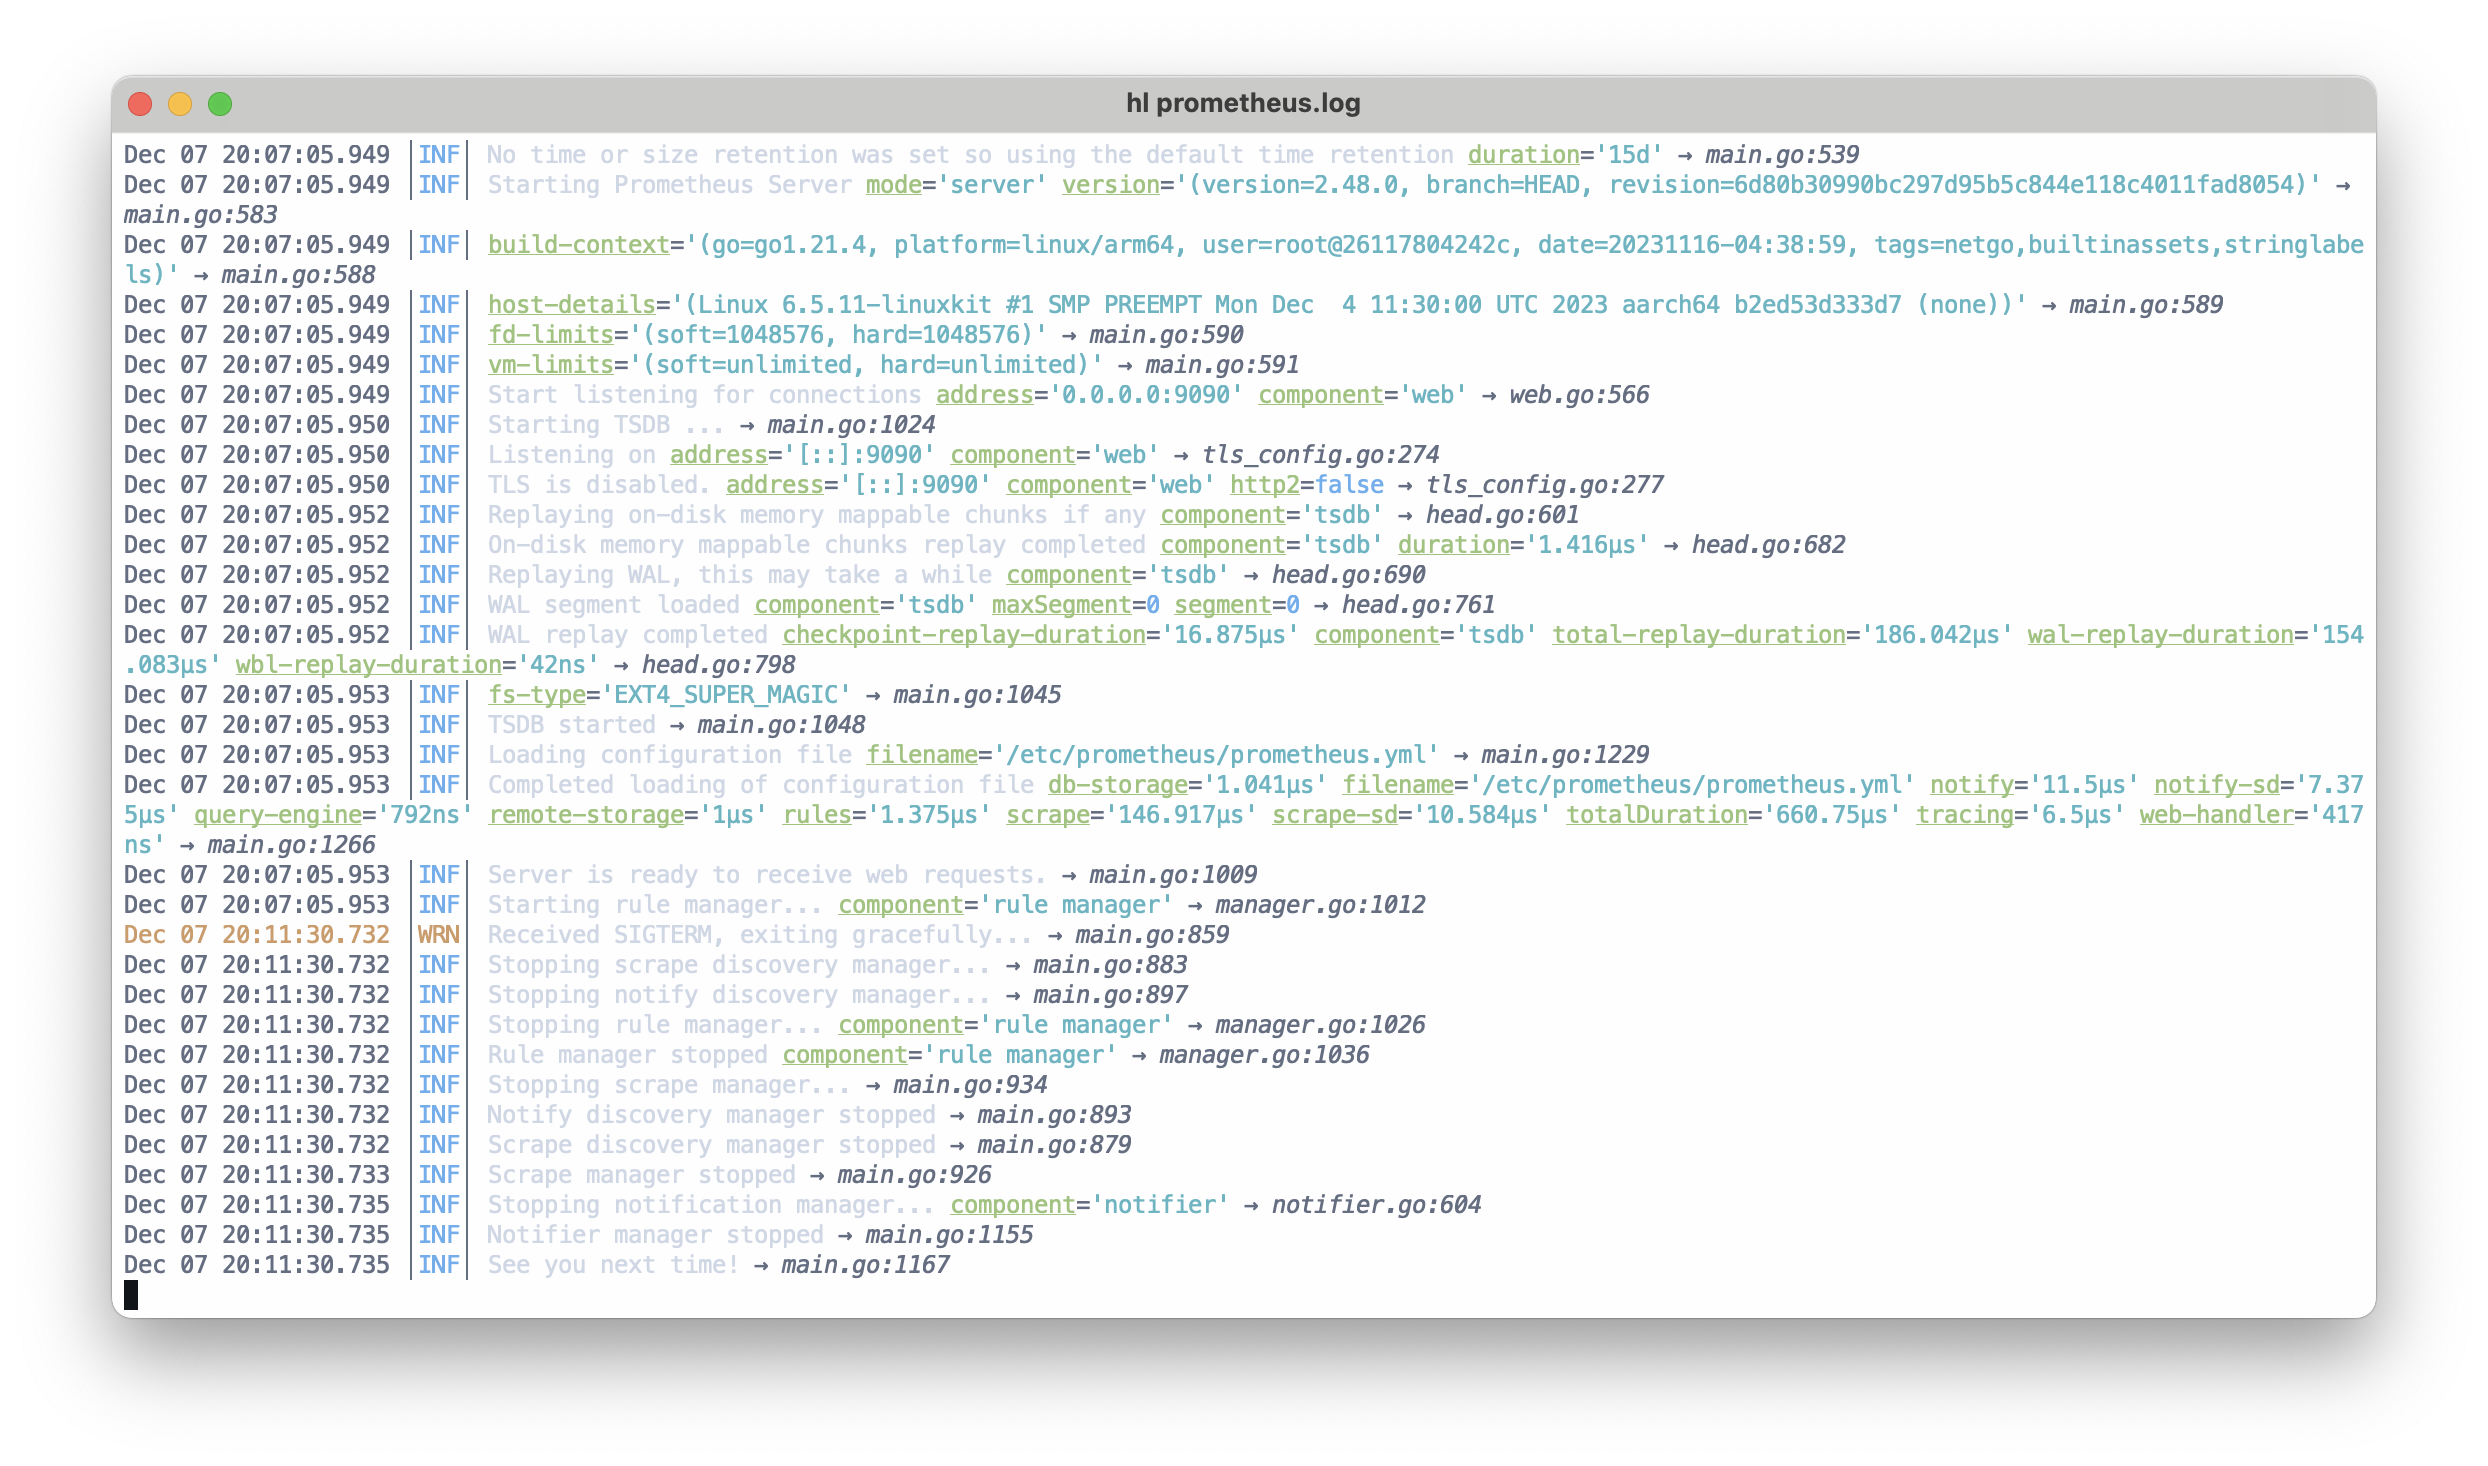 hl prometheus.log
Dec 07 20:07:05.949 |INF| No time or size retention was set so using the default time retention duration='15d' → main.go:539
Dec 07 20:07:05.949 |INF| Starting Prometheus Server mode='server' version='(version=2.48.0, branch=HEAD, revision=6d80b30990bc297d95b5c844e118c4011fad8054)' →
main.go:583
Dec 07 20:07:05.949 |INF| build-context='(go=go1.21.4, platform=linux/arm64, user=root@26117804242c, date=20231116-04:38:59, tags=netgo,builtinassets,stringlabe
ls)' → main.go:588
Dec 07 20:07:05.949 |INF| host-details='(Linux 6.5.11-linuxkit #1 SMP PREEMPT Mon Dec  4 11:30:00 UTC 2023 aarch64 b2ed53d333d7 (none))' → main.go:589
Dec 07 20:07:05.949 |INF| fd-limits='(soft=1048576, hard=1048576)' → main.go:590
Dec 07 20:07:05.949 |INF| vm-limits='(soft=unlimited, hard=unlimited)' → main.go:591
Dec 07 20:07:05.949 |INF| Start listening for connections address='0.0.0.0:9090' component='web' → web.go:566
Dec 07 20:07:05.950 |INF| Starting TSDB ... → main.go:1024
Dec 07 20:07:05.950 |INF| Listening on address='[::]:9090' component='web' → tls_config.go:274
Dec 07 20:07:05.950 |INF| TLS is disabled. address='[::]:9090' component='web' http2=false → tls_config.go:277
Dec 07 20:07:05.952 |INF| Replaying on-disk memory mappable chunks if any component='tsdb' → head.go:601
Dec 07 20:07:05.952 |INF| On-disk memory mappable chunks replay completed component='tsdb' duration='1.416µs' → head.go:682
Dec 07 20:07:05.952 |INF| Replaying WAL, this may take a while component='tsdb' → head.go:690
Dec 07 20:07:05.952 |INF| WAL segment loaded component='tsdb' maxSegment=0 segment=0 → head.go:761
Dec 07 20:07:05.952 |INF| WAL replay completed checkpoint-replay-duration='16.875µs' component='tsdb' total-replay-duration='186.042µs' wal-replay-duration='154
.083µs' wbl-replay-duration='42ns' → head.go:798
Dec 07 20:07:05.953 |INF| fs-type='EXT4_SUPER_MAGIC' → main.go:1045
Dec 07 20:07:05.953 |INF| TSDB started → main.go:1048
Dec 07 20:07:05.953 |INF| Loading configuration file filename='/etc/prometheus/prometheus.yml' → main.go:1229
Dec 07 20:07:05.953 |INF| Completed loading of configuration file db-storage='1.041µs' filename='/etc/prometheus/prometheus.yml' notify='11.5µs' notify-sd='7.37
5µs' query-engine='792ns' remote-storage='1µs' rules='1.375µs' scrape='146.917µs' scrape-sd='10.584µs' totalDuration='660.75µs' tracing='6.5µs' web-handler='417
ns' → main.go:1266
Dec 07 20:07:05.953 |INF| Server is ready to receive web requests. → main.go:1009
Dec 07 20:07:05.953 |INF| Starting rule manager... component='rule manager' → manager.go:1012
Dec 07 20:11:30.732 |WRN| Received SIGTERM, exiting gracefully... → main.go:859
Dec 07 20:11:30.732 |INF| Stopping scrape discovery manager... → main.go:883
Dec 07 20:11:30.732 |INF| Stopping notify discovery manager... → main.go:897
Dec 07 20:11:30.732 |INF| Stopping rule manager... component='rule manager' → manager.go:1026
Dec 07 20:11:30.732 |INF| Rule manager stopped component='rule manager' → manager.go:1036
Dec 07 20:11:30.732 |INF| Stopping scrape manager... → main.go:934
Dec 07 20:11:30.732 |INF| Notify discovery manager stopped → main.go:893
Dec 07 20:11:30.732 |INF| Scrape discovery manager stopped → main.go:879
Dec 07 20:11:30.733 |INF| Scrape manager stopped → main.go:926
Dec 07 20:11:30.735 |INF| Stopping notification manager... component='notifier' → notifier.go:604
Dec 07 20:11:30.735 |INF| Notifier manager stopped → main.go:1155
Dec 07 20:11:30.735 |INF| See you next time! → main.go:1167